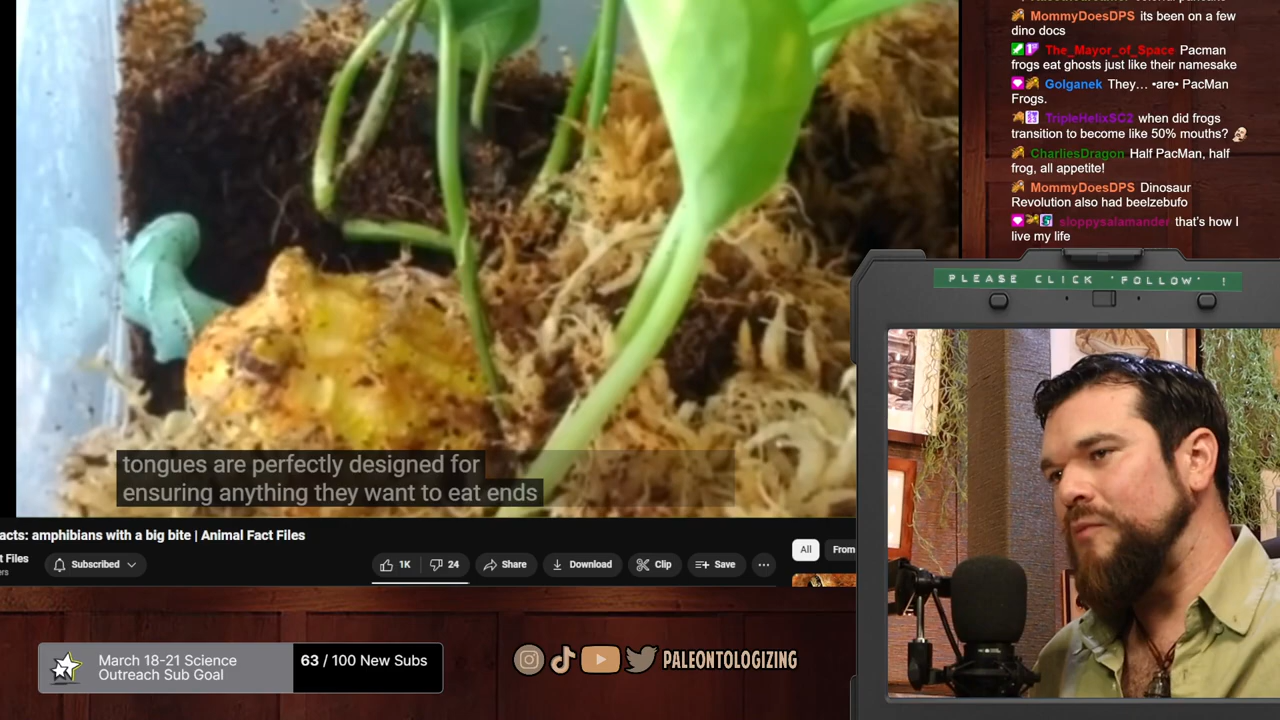 MommyDoesDPS its been on a few
dino docs
The_Mayor_of_Space Pacman
frogs eat ghosts just like their namesake
Golganek They… •are• PacMan
Frogs.
TripleHelixSC2 when did frogs
transition to become like 50% mouths?
CharliesDragon Half PacMan, half
frog, all appetite!
MommyDoesDPS Dinosaur
Revolution also had beelzebufo
sloppysalamander that's how I
live my life
PLEASE CLICK "FOLLOW" !
tongues are perfectly designed for
ensuring anything they want to eat ends
acts: amphibians with a big bite | Animal Fact Files
t Files
ers
Subscribed
1K
24
Share
Download
Clip
Save
All
From
March 18-21 Science
Outreach Sub Goal
63 / 100 New Subs
PALEONTOLOGIZING